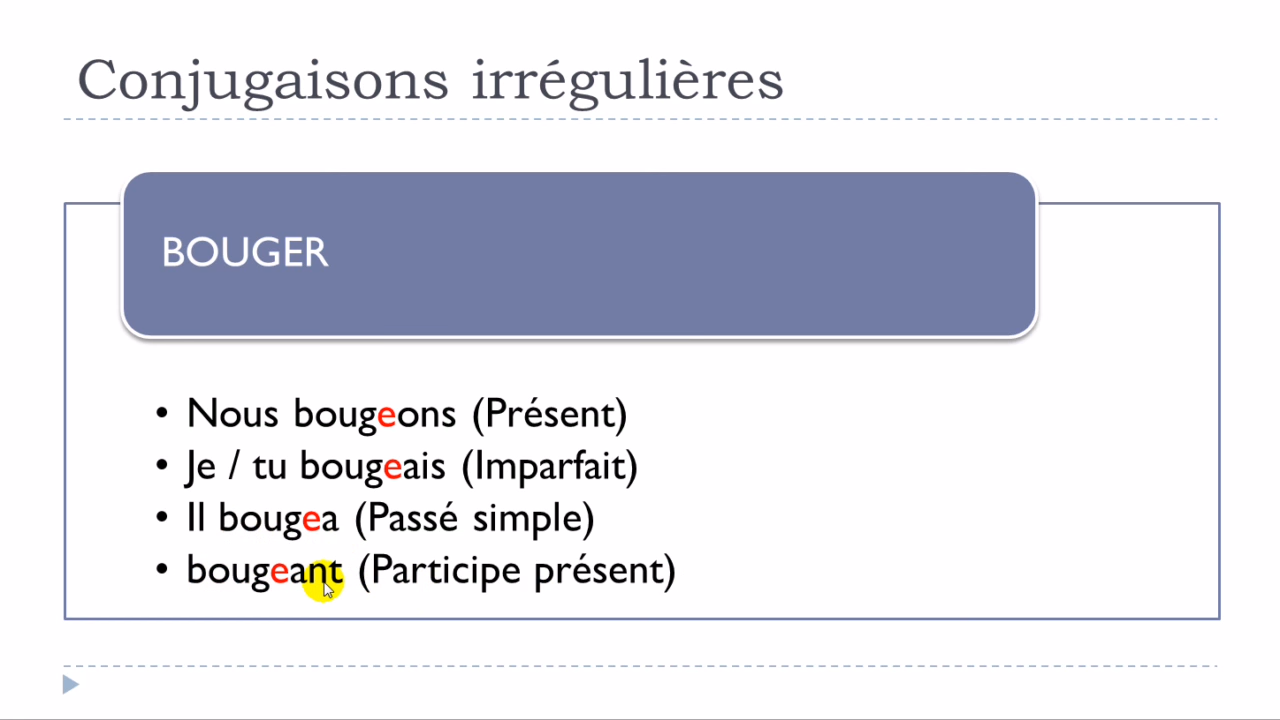 Conjugaisons irrégulières
BOUGER
• Nous bougeons (Présent)
• Je / tu bougeais (Imparfait)
• Il bougea (Passé simple)
• bougeant (Participe présent)